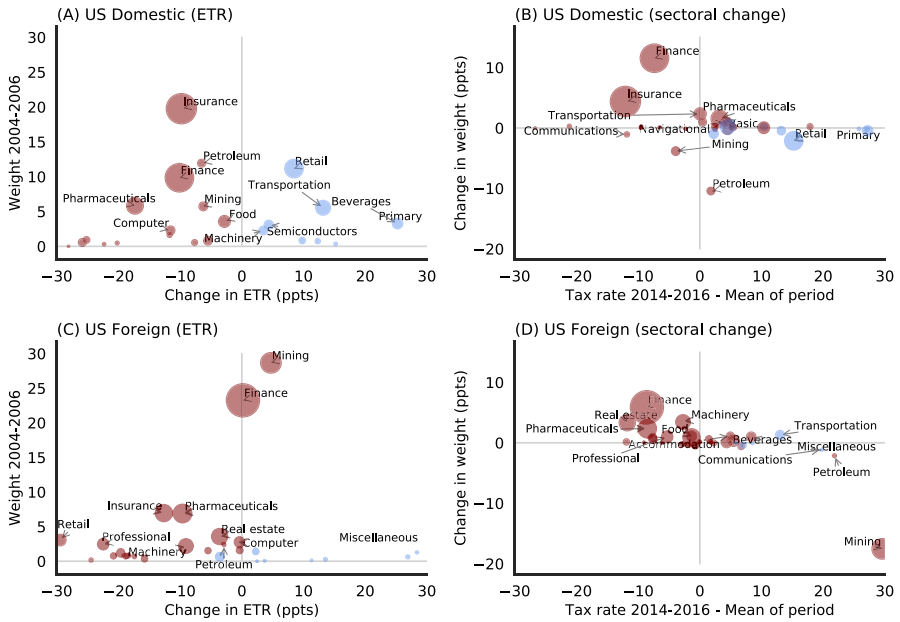 (A) US Domestic (ETR)
Weight 2004-2006
30
25
20
15
10
5
0
Insurance
Petroleum
Finance
Retail
Transportation
Pharmaceuticals
Mining
Beverages
Food
Primary
Computer
Machinery
Semiconductors
−30
−20
−10
0
10
20
30
Change in ETR (ppts)
(B) US Domestic (sectoral change)
Change in weight (ppts)
10
0
−10
−20
Finance
Insurance
Transportation
Pharmaceuticals
Communications
Navigational
Basic
Retail
Primary
Mining
Petroleum
−30
−20
−10
0
10
20
30
Tax rate 2014-2016 - Mean of period
(C) US Foreign (ETR)
Weight 2004-2006
30
25
20
15
10
5
0
Mining
Finance
Insurance
Pharmaceuticals
Retail
Real estate
Professional
Computer
Miscellaneous
Machinery
Petroleum
−30
−20
−10
0
10
20
30
Change in ETR (ppts)
(D) US Foreign (sectoral change)
Change in weight (ppts)
10
0
−10
−20
Finance
Real estate
Machinery
Pharmaceuticals
Food
Transportation
Accommodation
Beverages
Miscellaneous
Professional
Communications
Petroleum
Mining
−30
−20
−10
0
10
20
30
Tax rate 2014-2016 - Mean of period